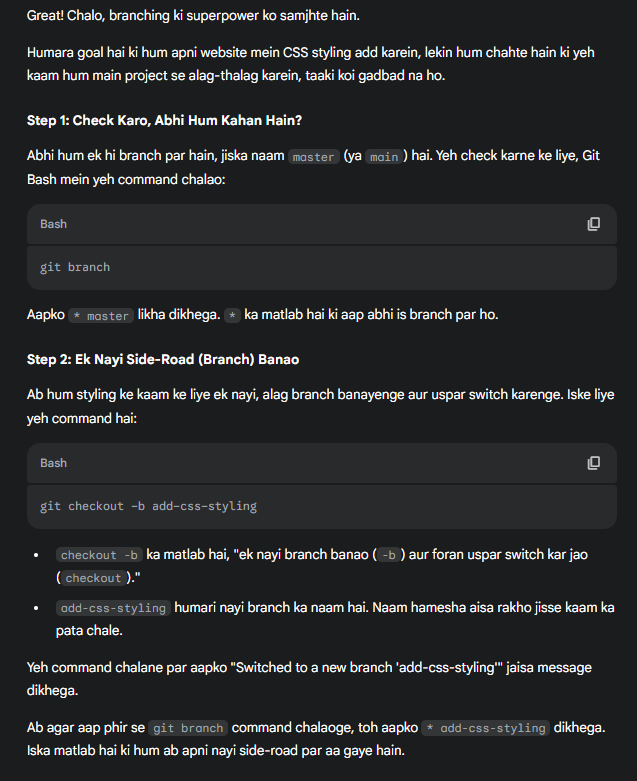 Great! Chalo, branching ki superpower ko samjhte hain.
Humara goal hai ki hum apni website mein CSS styling add karein, lekin hum chahte hain ki yeh
kaam hum main project se alag-thalag karein, taaki koi gadbad na ho.
Step 1: Check Karo, Abhi Hum Kahan Hain?
Abhi hum ek hi branch par hain, jiska naam master (ya main) hai. Yeh check karne ke liye, Git
Bash mein yeh command chalao:
Bash
git branch
Aapko * master likha dikhega. * ka matlab hai ki aap abhi is branch par ho.
Step 2: Ek Nayi Side-Road (Branch) Banao
Ab hum styling ke kaam ke liye ek nayi, alag branch banayenge aur uspar switch karenge. Iske liye
yeh command hai:
Bash
git checkout -b add-css-styling
• checkout -b ka matlab hai, "ek nayi branch banao (-b) aur foran uspar switch kar jao
(checkout)."
• add-css-styling humari nayi branch ka naam hai. Naam hamesha aisa rakho jisse kaam ka
pata chale.
Yeh command chalane par aapko "Switched to a new branch 'add-css-styling'" jaisa message
dikhega.
Ab agar aap phir se git branch command chalaoge, toh aapko * add-css-styling dikhega.
Iska matlab hai ki hum ab apni nayi side-road par aa gaye hain.